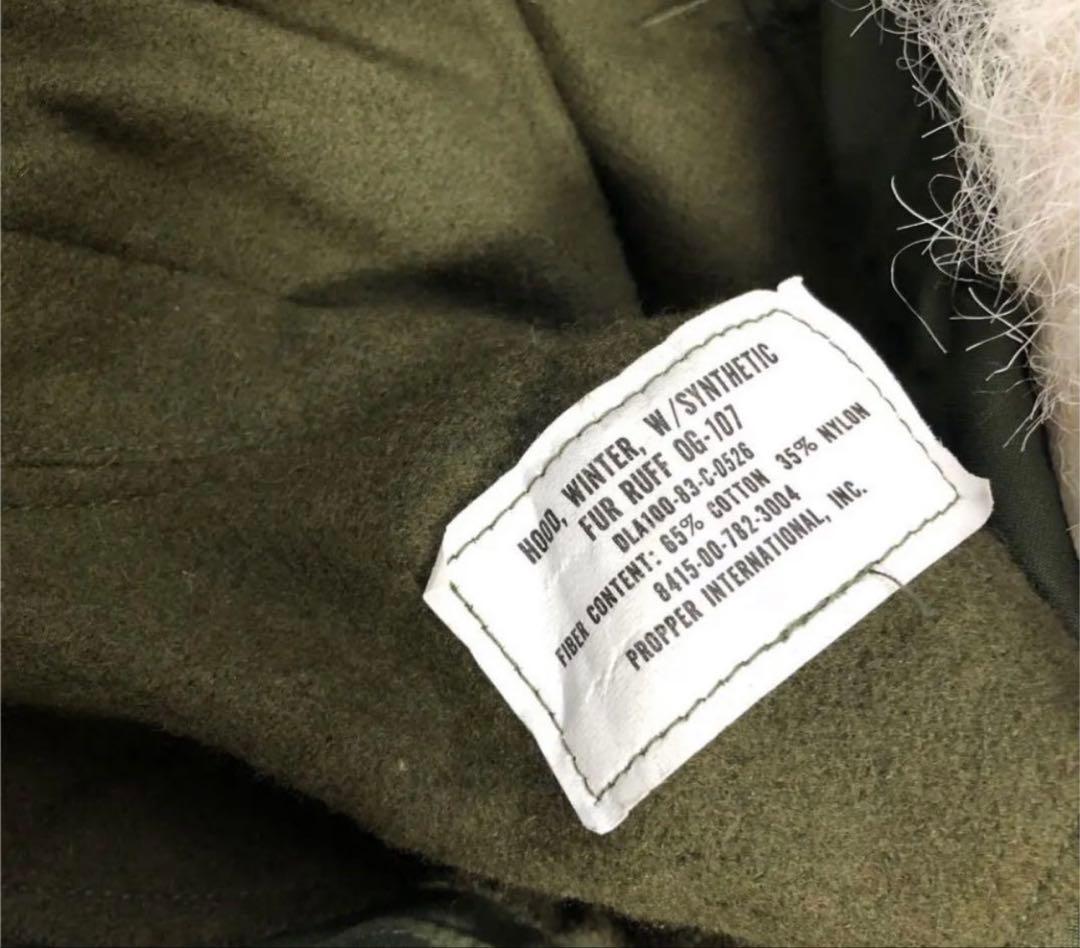 HOOD, WINTER, W/SYNTHETIC
FUR RUFF OG-107
DLA100-83-C-0526
FIBER CONTENT: 65% COTTON 35% NYLON
8415-00-782-3004
PROPPER INTERNATIONAL, INC.